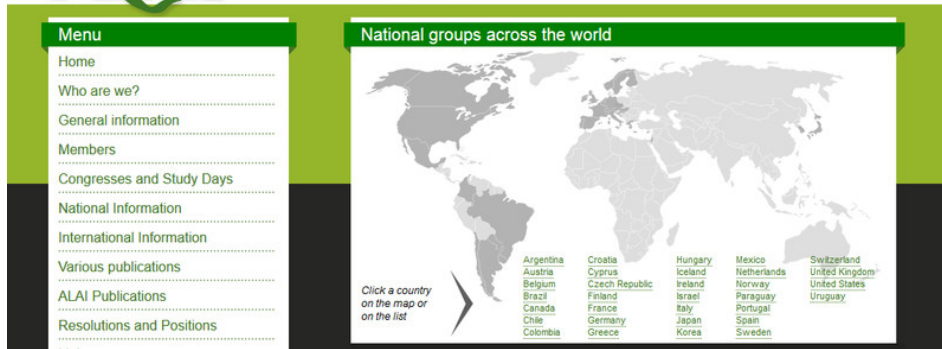 Menu
Home
Who are we?
General information
Members
Congresses and Study Days
National Information
International Information
Various publications
ALAI Publications
Resolutions and Positions
National groups across the world
Click a country
on the map or
on the list
Argentina
Austria
Belgium
Brazil
Canada
Chile
Colombia
Croatia
Cyprus
Czech Republic
Finland
France
Germany
Greece
Hungary
Iceland
Ireland
Israel
Italy
Japan
Korea
Mexico
Netherlands
Norway
Paraguay
Portugal
Spain
Sweden
Switzerland
United Kingdom
United States
Uruguay